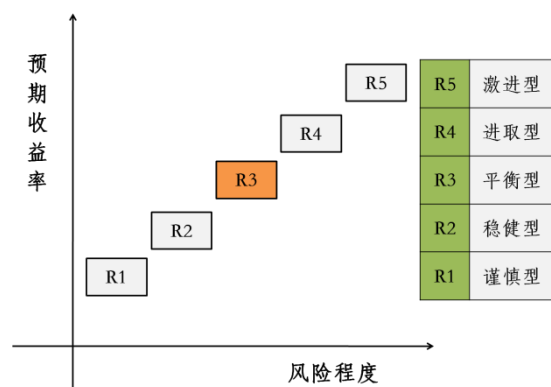 预期收益率
R5
R4
R3
R2
R1
风险程度
R5 激进型
R4 进取型
R3 平衡型
R2 稳健型
R1 谨慎型